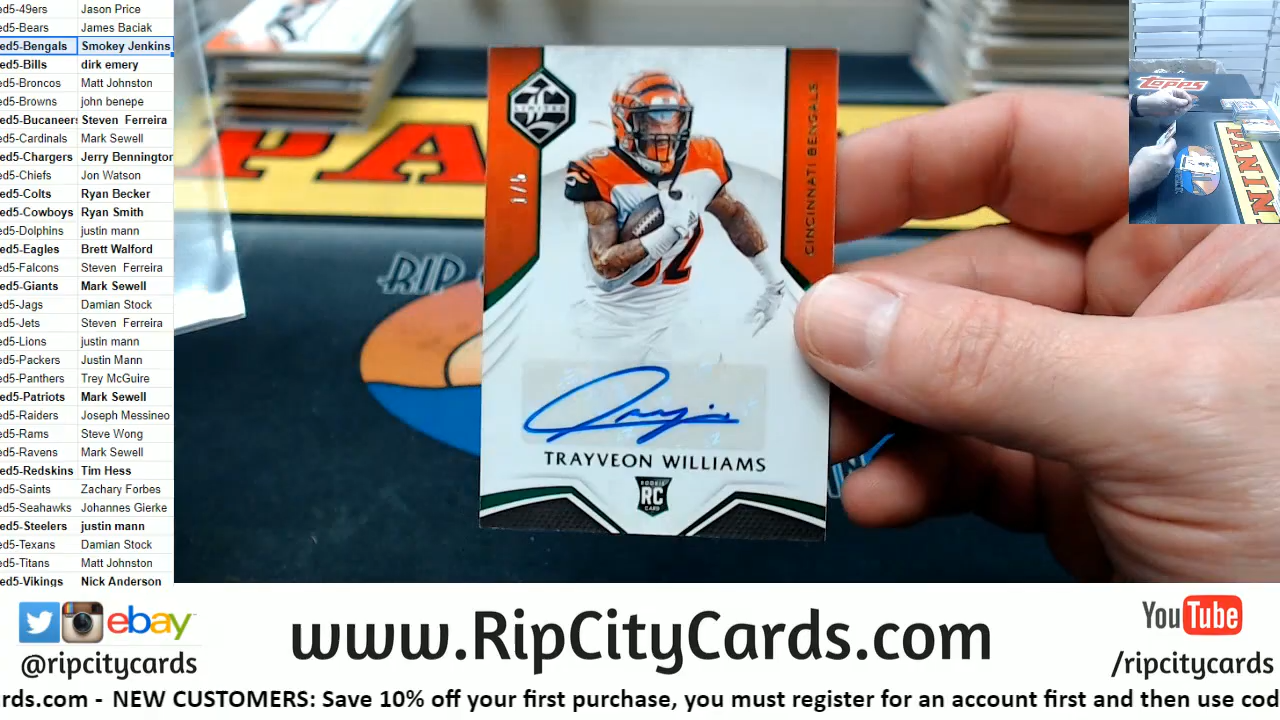 ed5-49ers Jason Price
ed5-Bears James Baciak
ed5-Bengals Smokey Jenkins
ed5-Bills dirk emery
ed5-Broncos Matt Johnston
ed5-Browns john benepe
ed5-Bucaneers Steven Ferreira
ed5-Cardinals Mark Sewell
ed5-Chargers Jerry Bennington
ed5-Chiefs Jon Watson
ed5-Colts Ryan Becker
ed5-Cowboys Ryan Smith
ed5-Dolphins justin mann
ed5-Eagles Brett Walford
ed5-Falcons Steven Ferreira
ed5-Giants Mark Sewell
ed5-Jags Damian Stock
ed5-Jets Steven Ferreira
ed5-Lions justin mann
ed5-Packers Justin Mann
ed5-Panthers Trey McGuire
ed5-Patriots Mark Sewell
ed5-Raiders Joseph Messineo
ed5-Rams Steve Wong
ed5-Ravens Mark Sewell
ed5-Redskins Tim Hess
ed5-Saints Zachary Forbes
ed5-Seahawks Johannes Gierke
ed5-Steelers justin mann
ed5-Texans Damian Stock
ed5-Titans Matt Johnston
ed5-Vikings Nick Anderson
PA
RIP
LIMITED
CINCINNATI BENGALS
TRAYVEON WILLIAMS
ROOKIE
RC
CARD
topps
PANINI
ebay
@ripcitycards
www.RipCityCards.com
YouTube
/ripcitycards
rds.com - NEW CUSTOMERS: Save 10% off your first purchase, you must register for an account first and then use cod